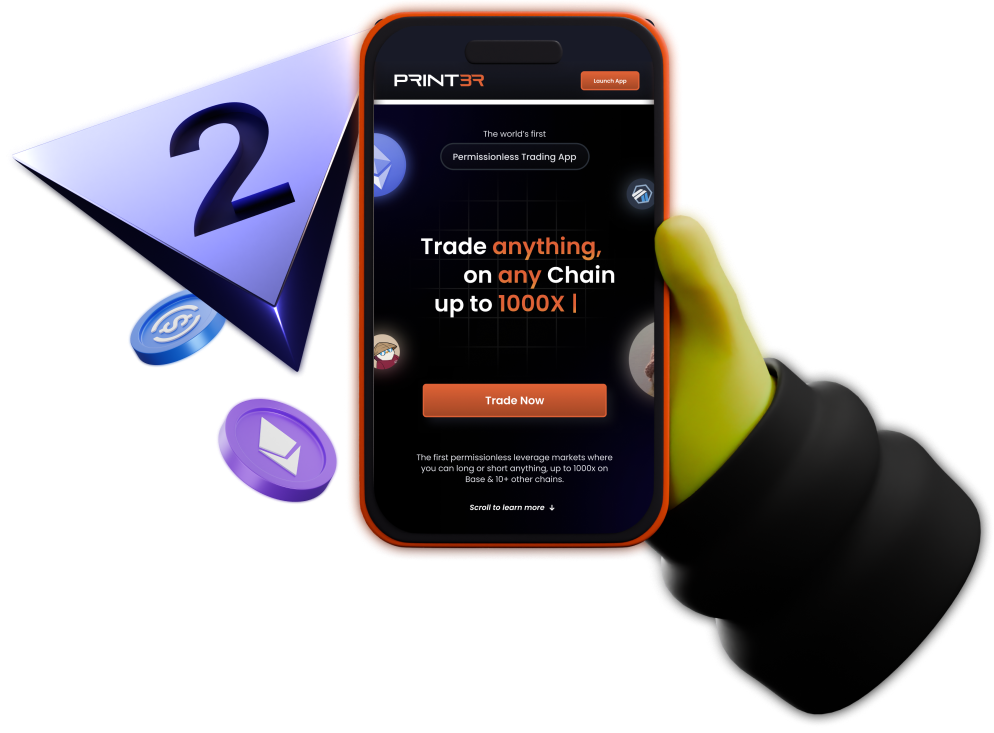 2
PRINT3R
Launch App
The world's first
Permissionless Trading App
Trade anything,
on any Chain
up to 1000X |
Trade Now
The first permissionless leverage markets where
you can long or short anything, up to 1000x on
Base & 10+ other chains.
Scroll to learn more ↓